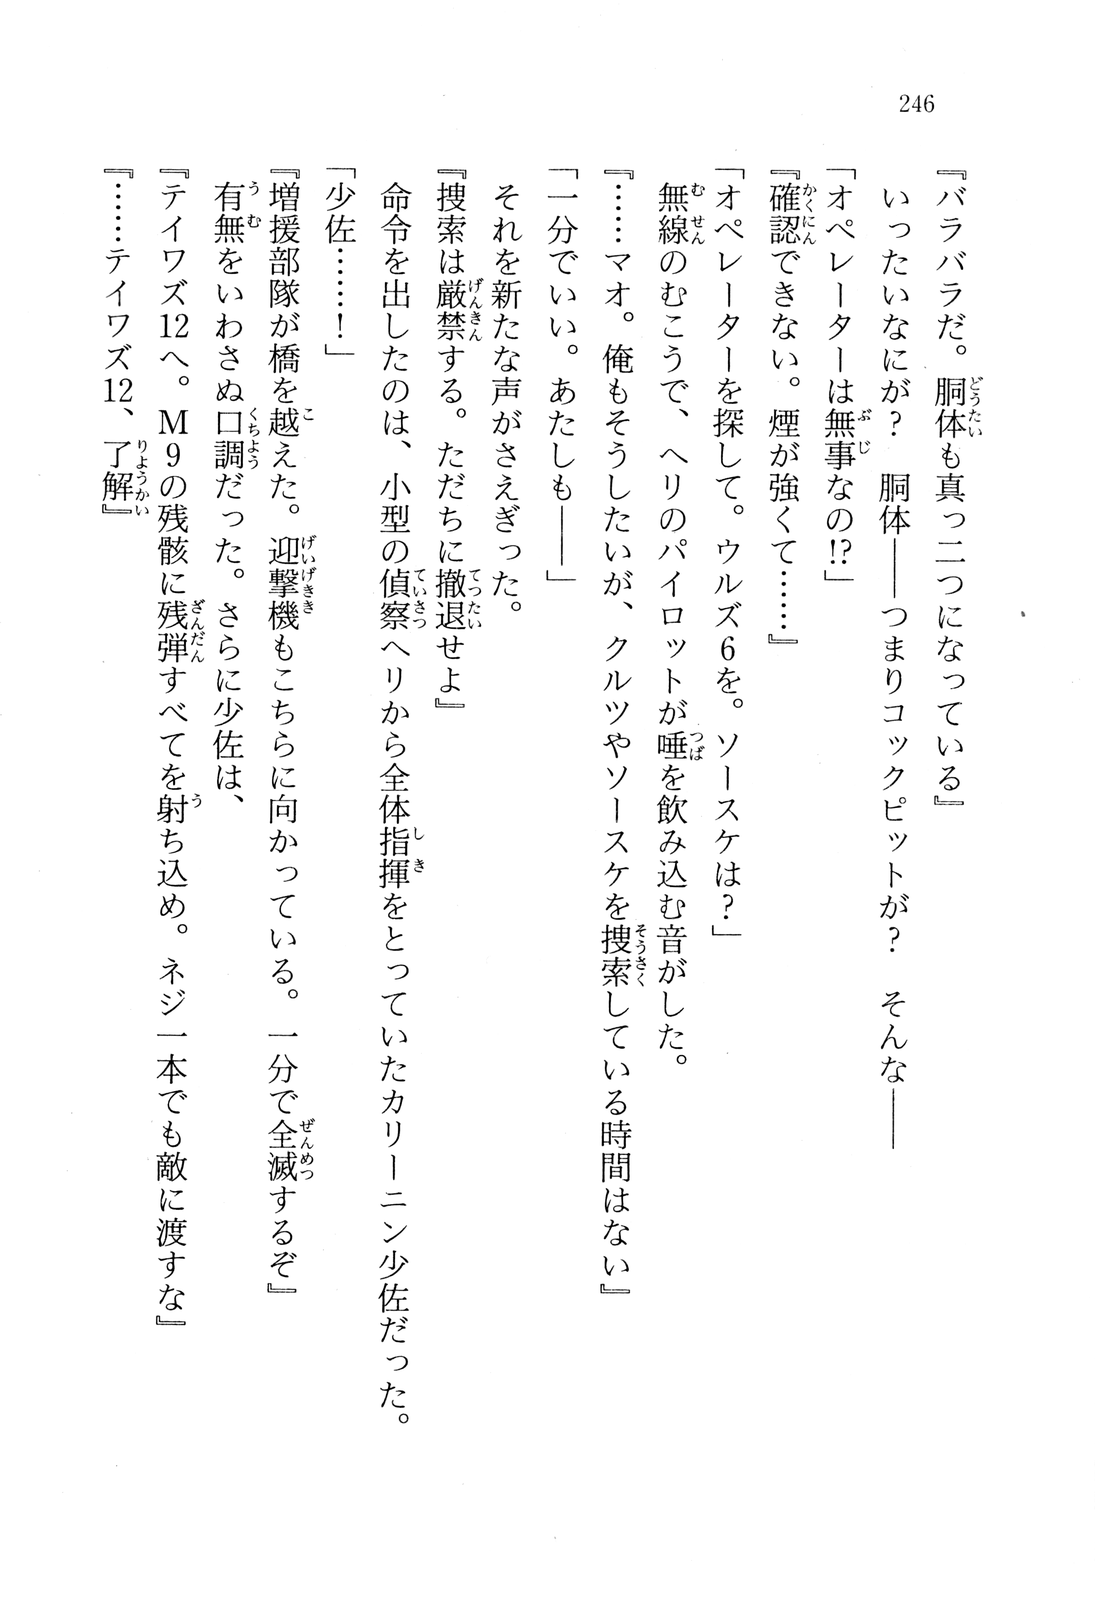 246
『バラバラだ。胴体も真っ二つになっている』
いったいなにが？　胴体――つまりコックピットが？　そんな――
「オペレーターは無事なの!?」
『確認できない。煙が強くて……』
「オペレーターを探して。ウルズ6を。ソースケは？」
無線のむこうで、ヘリのパイロットが唾を飲み込む音がした。
『……マオ。俺もそうしたいが、クルツやソースケを捜索している時間はない』
「一分でいい。あたしも――」
それを新たな声がさえぎった。
『捜索は厳禁する。ただちに撤退せよ』
命令を出したのは、小型の偵察ヘリから全体指揮をとっていたカリーニン少佐だった。
「少佐……！」
『増援部隊が橋を越えた。迎撃機もこちらに向かっている。一分で全滅するぞ』
有無をいわさぬ口調だった。さらに少佐は、
『テイワズ12へ。M9の残骸に残弾すべてを射ち込め。ネジ一本でも敵に渡すな』
『……テイワズ12、了解』